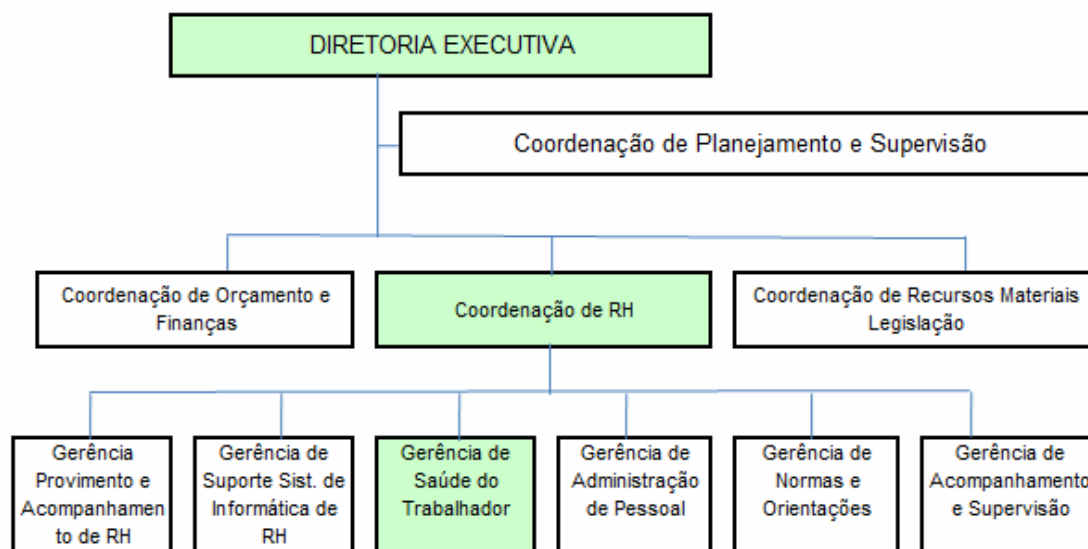 DIRETORIA EXECUTIVA
Coordenação de Planejamento e Supervisão
Coordenação de Orçamento e
Finanças
Coordenação de RH
Coordenação de Recursos Materiais
Legislação
Gerência
Provimento e
Acompanhamen
to de RH
Gerência de
Suporte Sist. de
Informática de
RH
Gerência de
Saúde do
Trabalhador
Gerência de
Administração
de Pessoal
Gerência de
Normas e
Orientações
Gerência de
Acompanhamento
e Supervisão